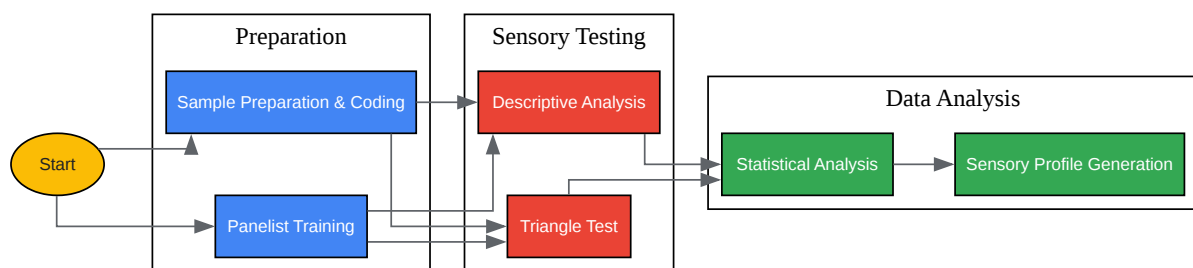 Preparation
Sensory Testing
Sample Preparation & Coding
Descriptive Analysis
Data Analysis
Start
Statistical Analysis
Sensory Profile Generation
Panelist Training
Triangle Test